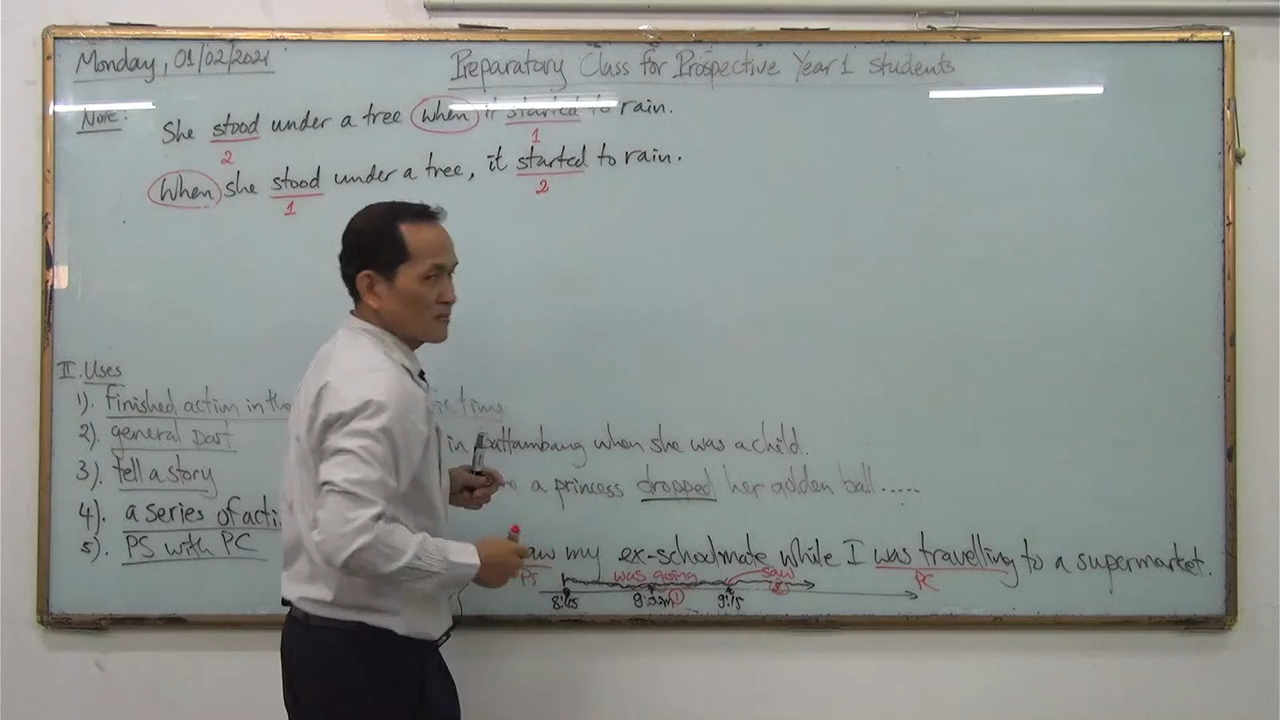 Monday, 01/02/2021 Preparatory Class for Prospective Year 1 students
Note: She stood under a tree when it started to rain.
2 1
When she stood under a tree, it started to rain.
1 2
II. Uses
1). Finished action in the time
2). general past in Battambang when she was a child.
3). tell a story a princess dropped her golden ball.....
4). a series of acti
5). PS with PC saw my ex-schoolmate while I was travelling to a supermarket.
PS was going saw PC
8:45 1 9:15 2